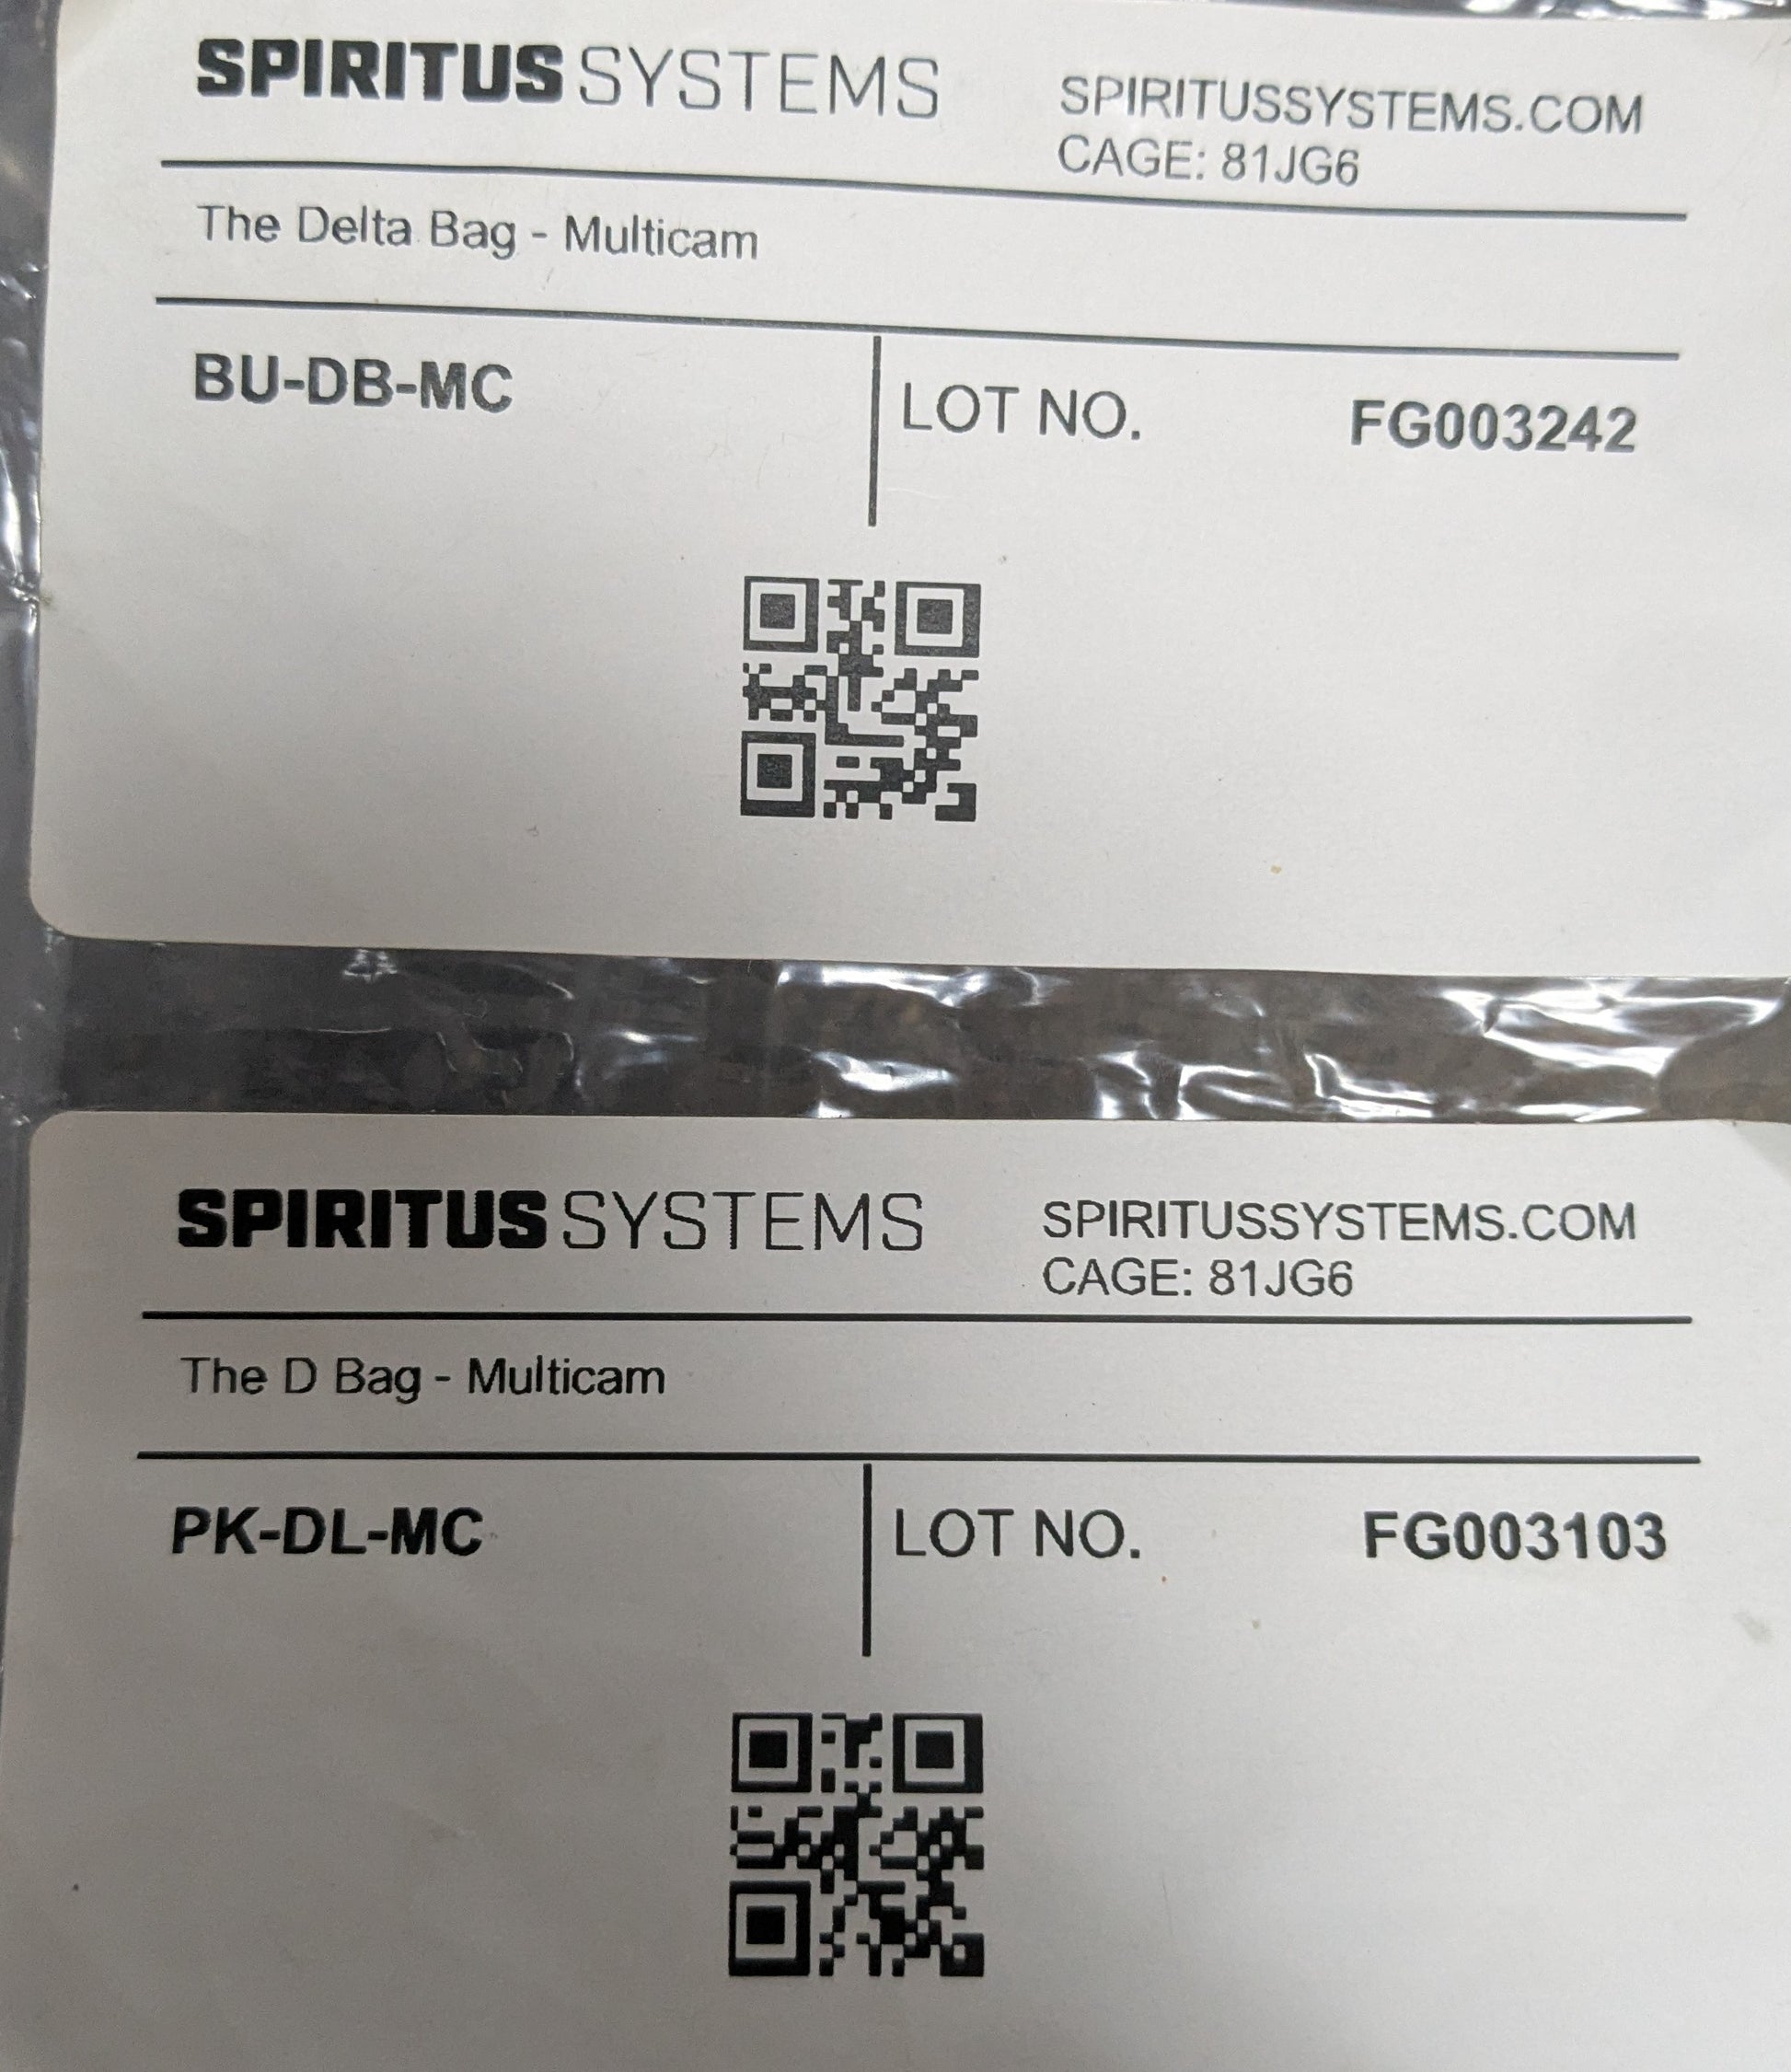 SPIRITUS SYSTEMS
SPIRITUSSYSTEMS.COM
CAGE: 81JG6
The Delta Bag - Multicam
BU-DB-MC
LOT NO. FG003242
SPIRITUS SYSTEMS
SPIRITUSSYSTEMS.COM
CAGE: 81JG6
The D Bag - Multicam
PK-DL-MC
LOT NO. FG003103